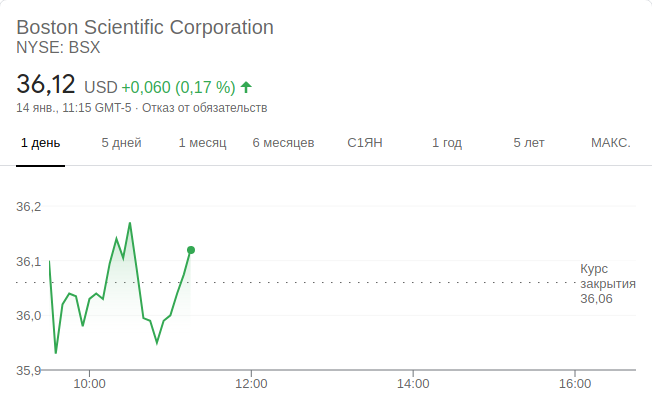 Boston Scientific Corporation
NYSE: BSX
36,12 USD +0,060 (0,17 %)
14 янв., 11:15 GMT-5 · Отказ от обязательств
1 день 5 дней 1 месяц 6 месяцев С1ЯН 1 год 5 лет МАКС.
36,2
36,1
Курс
закрытия
36,06
36,0
35,9
10:00 12:00 14:00 16:00